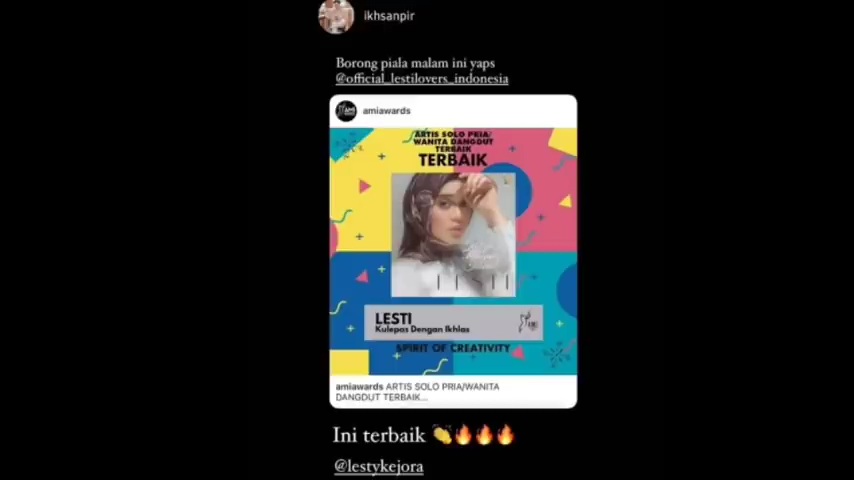 ikhsanpir
Borong piala malam ini yaps
@official_lestilovers_indonesia
amiawards
ARTIS SOLO PRIA/
WANITA DANGDUT
TERBAIK
TERBAIK
LESTI
LESTI
Kulepas Dengan Ikhlas
AMI
SPIRIT OF CREATIVITY
amiawards ARTIS SOLO PRIA/WANITA
DANGDUT TERBAIK...
Ini terbaik 👏🔥🔥🔥
@lestykejora